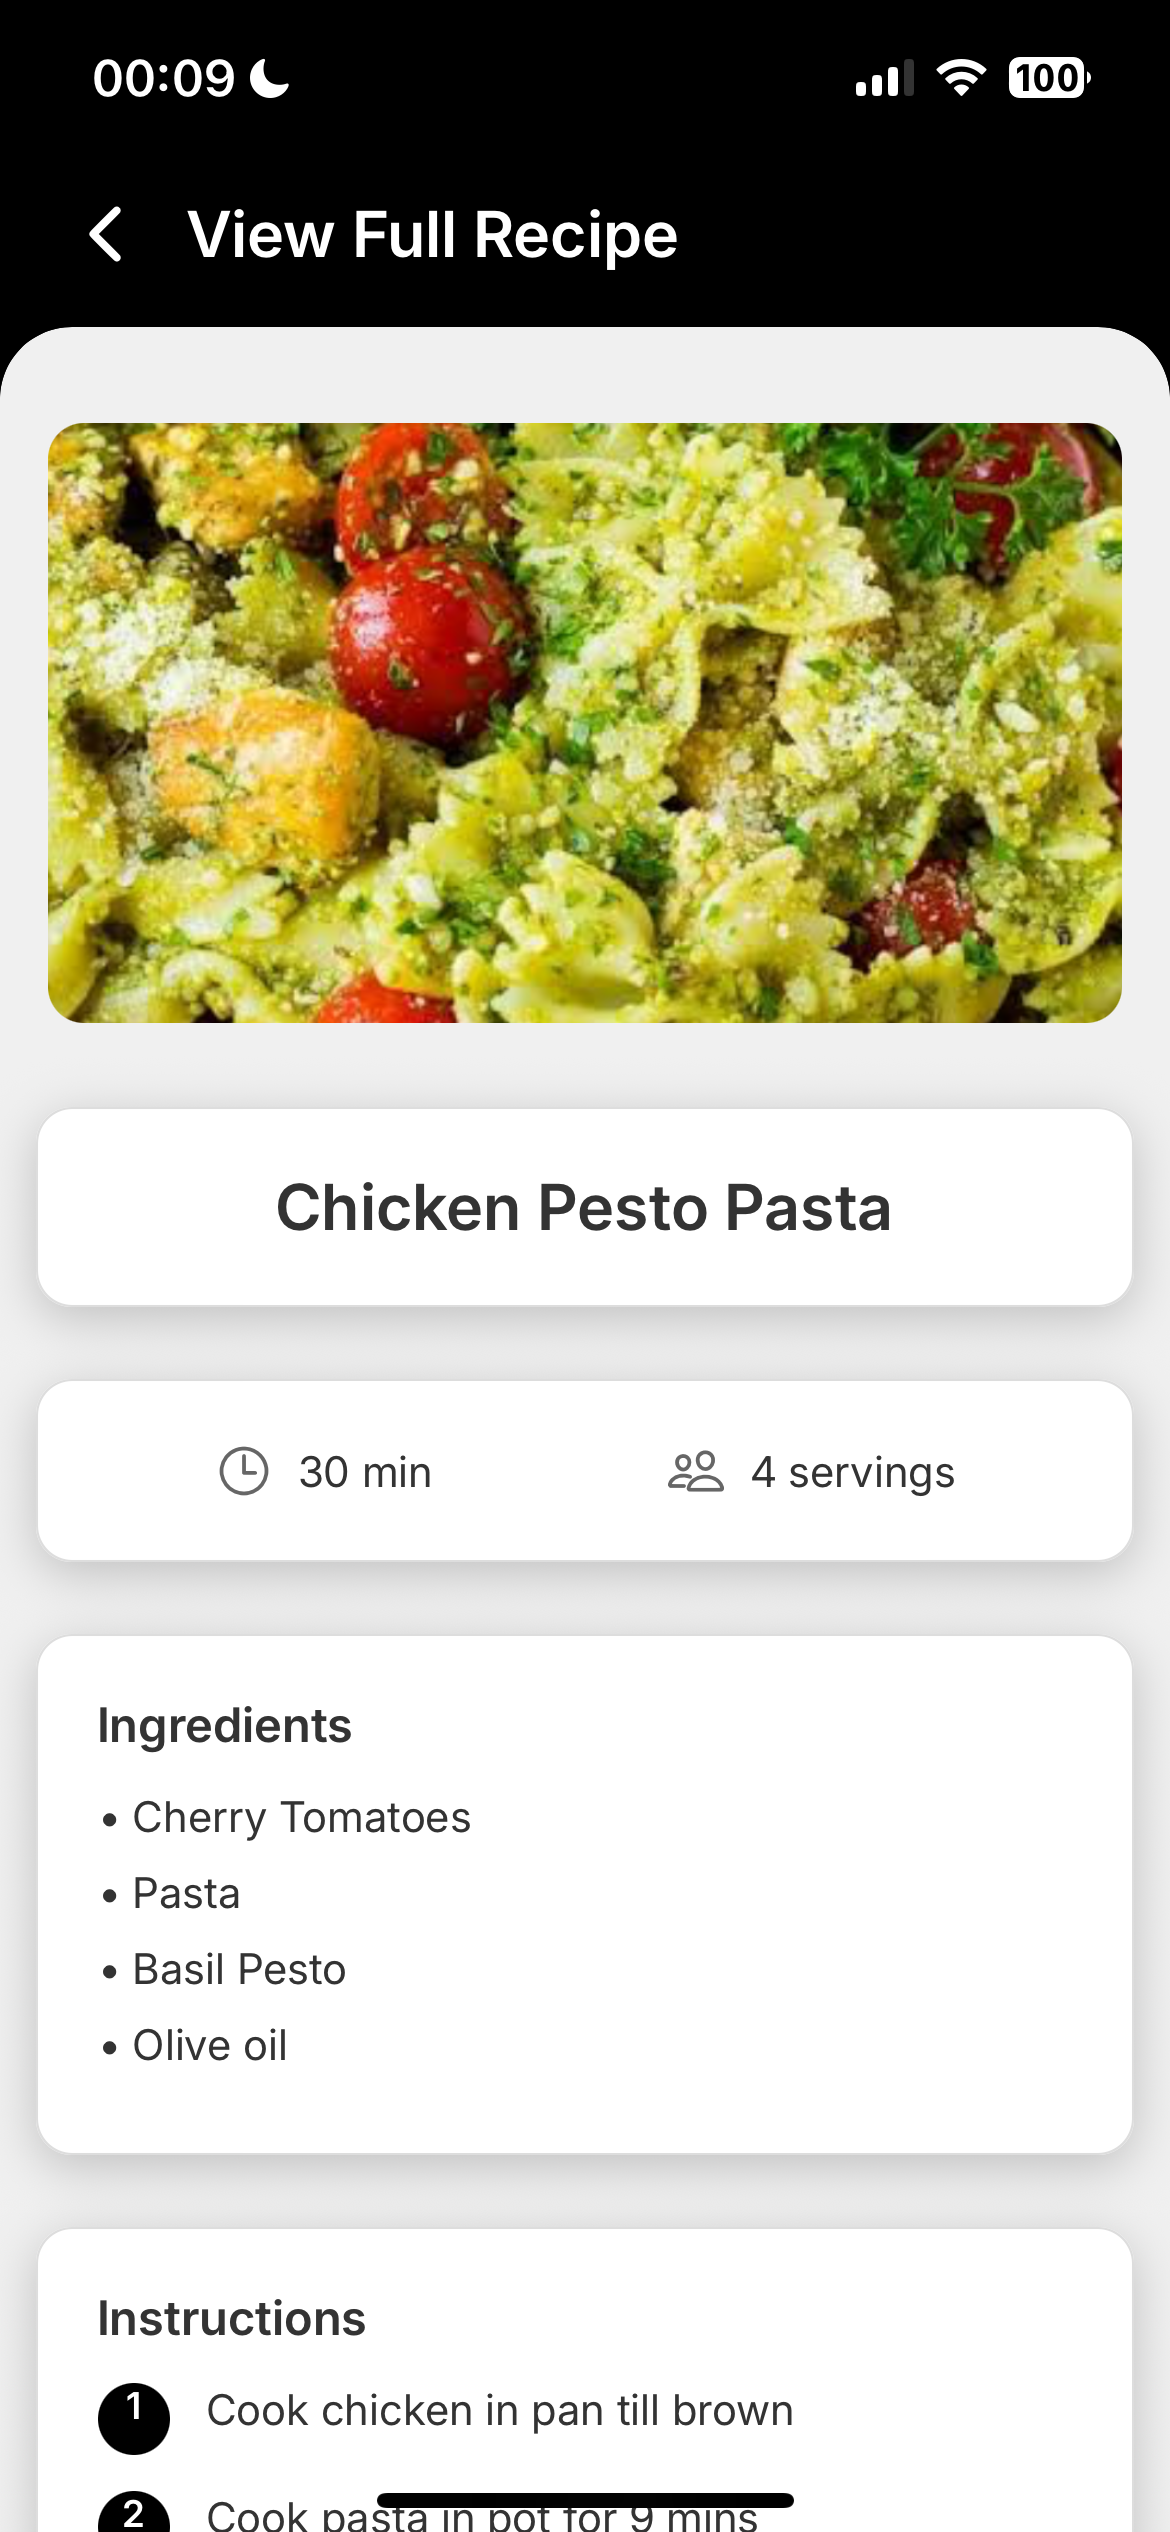 00:09
100
View Full Recipe
Chicken Pesto Pasta
30 min
4 servings
Ingredients
• Cherry Tomatoes
• Pasta
• Basil Pesto
• Olive oil
Instructions
1 Cook chicken in pan till brown
2 Cook pasta in pot for 9 mins